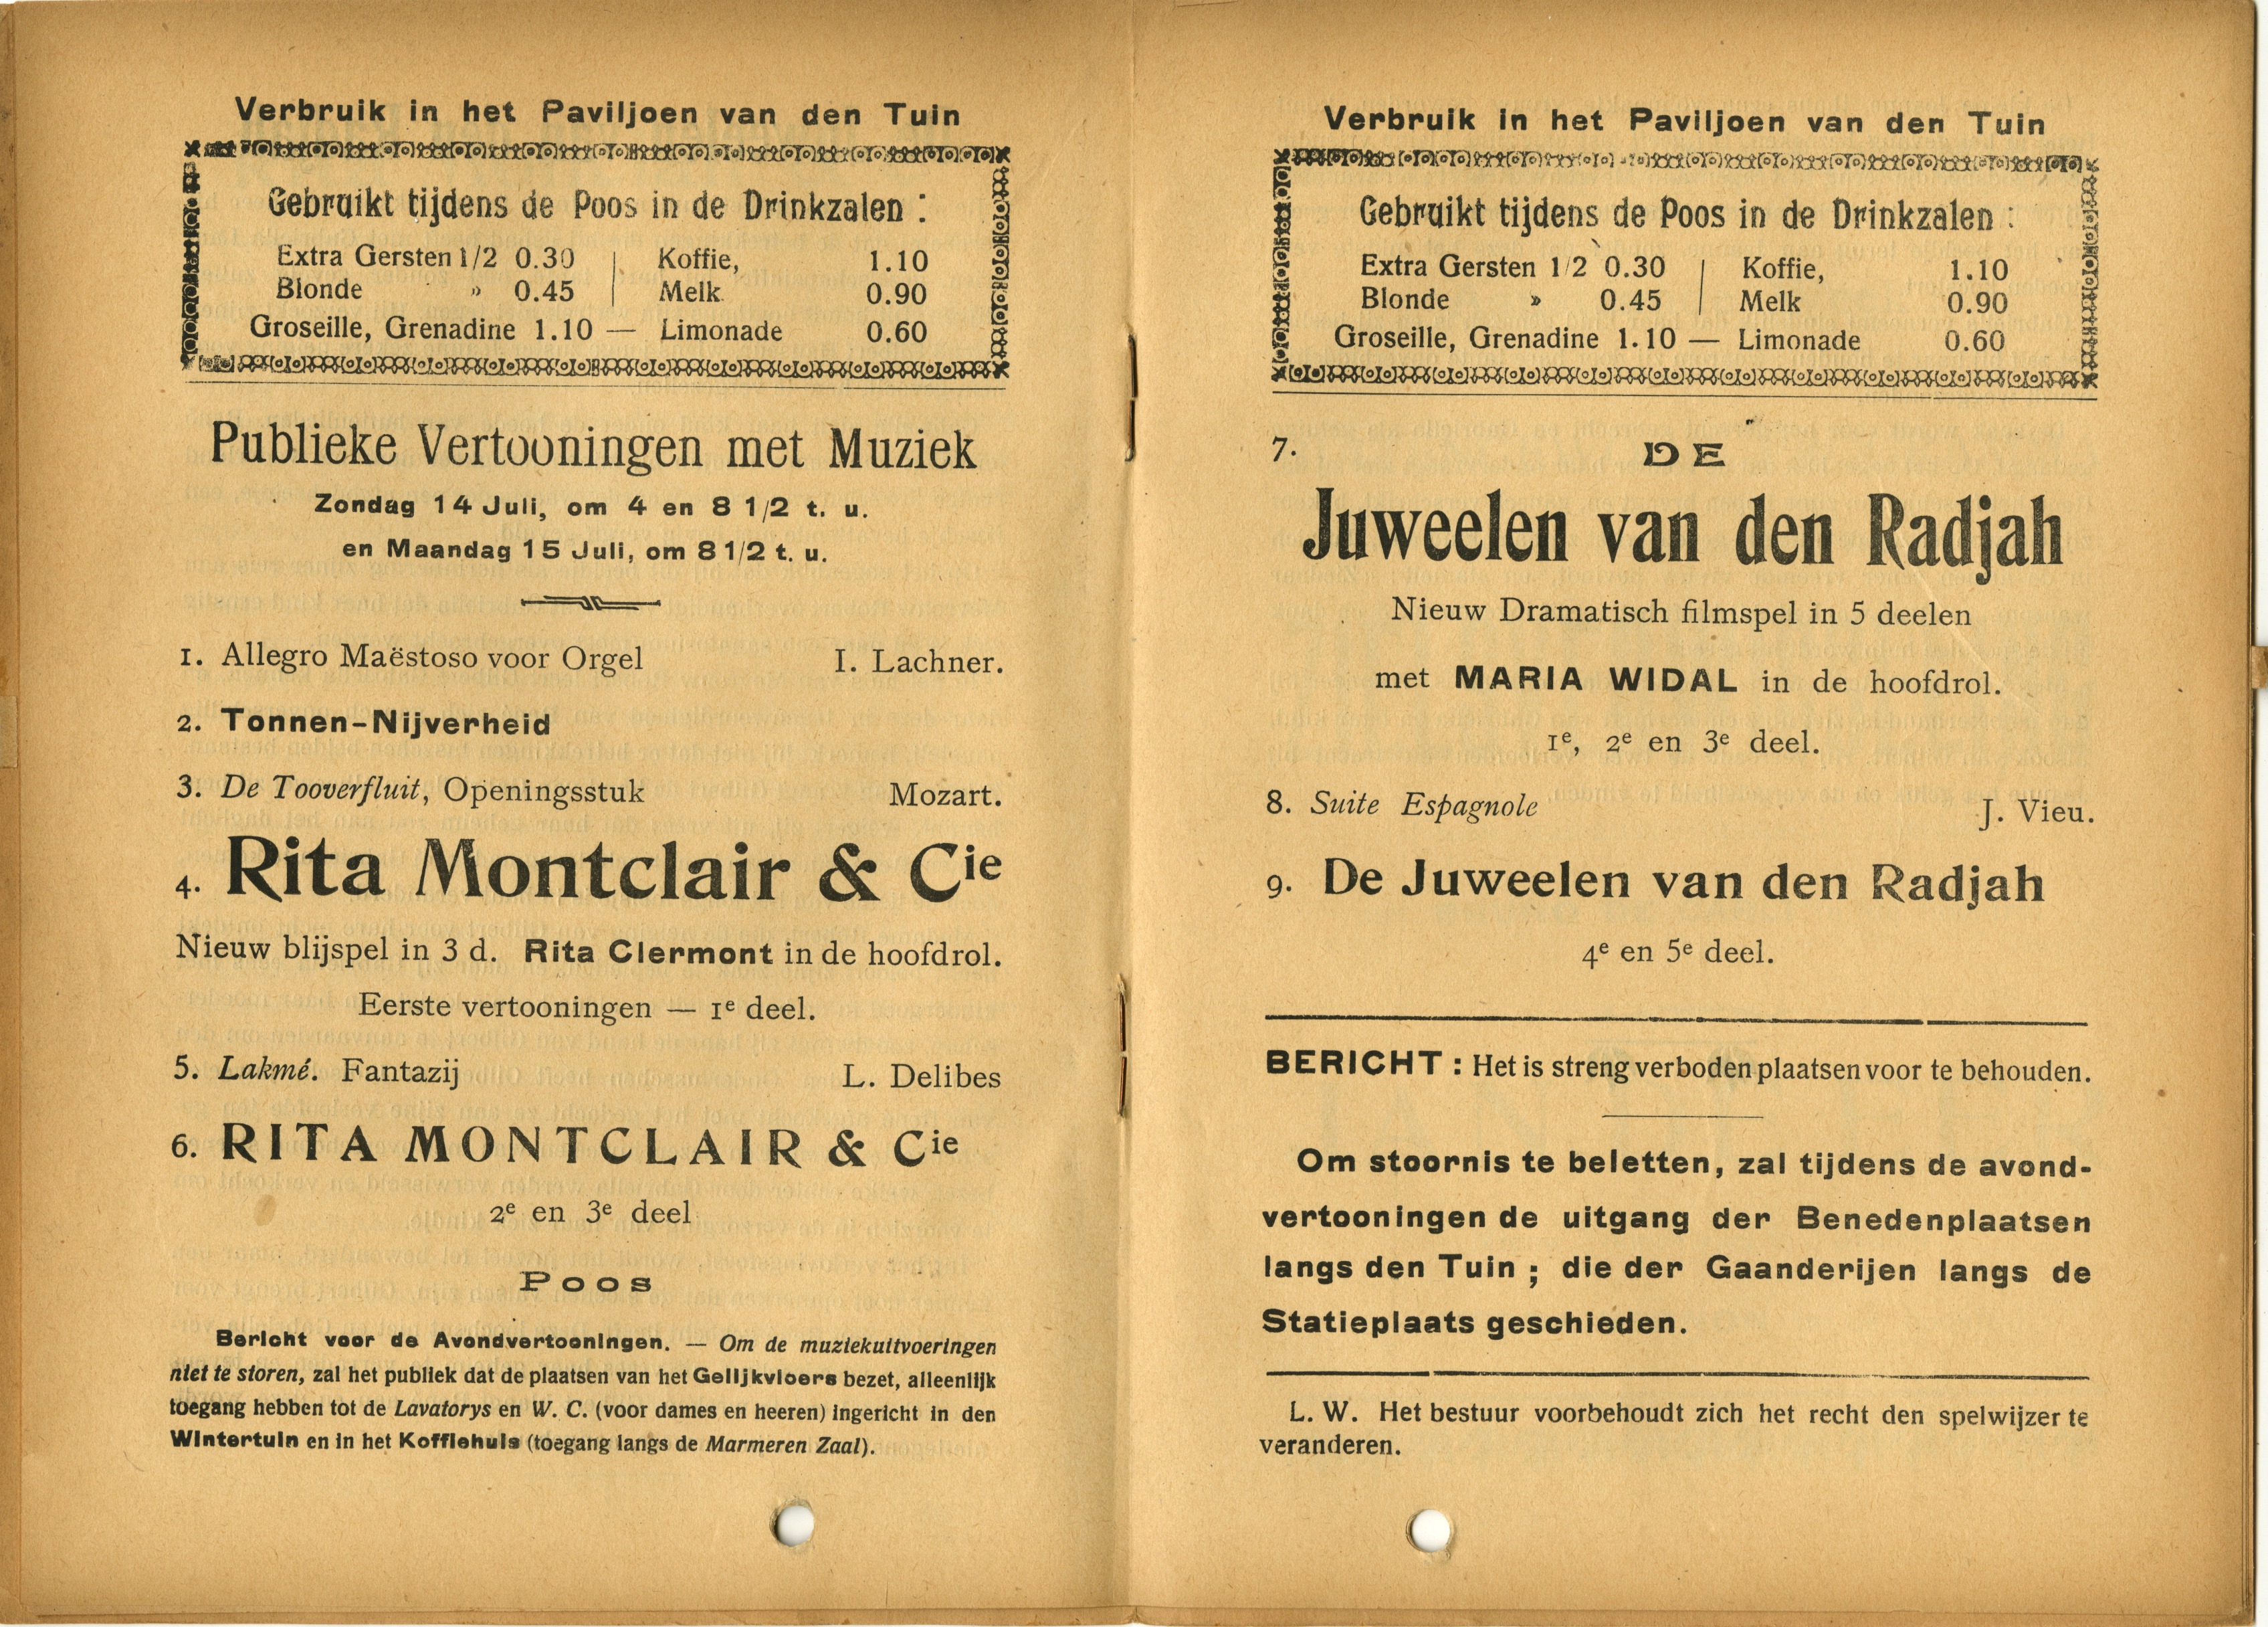 Verbruik in het Paviljoen van den Tuin
Gebruikt tijdens de Poos in de Drinkzalen :
Extra Gersten 1/2 0.30 Koffie, 1.10
Blonde » 0.45 Melk 0.90
Groseille, Grenadine 1.10 — Limonade 0.60
Publieke Vertooningen met Muziek
Zondag 14 Juli, om 4 en 8 1/2 t. u.
en Maandag 15 Juli, om 8 1/2 t. u.
1. Allegro Maëstoso voor Orgel I. Lachner.
2. Tonnen-Nijverheid
3. De Tooverfluit, Openingsstuk Mozart.
4. Rita Montclair & Cie
Nieuw blijspel in 3 d. Rita Clermont in de hoofdrol.
Eerste vertooningen — 1e deel.
5. Lakmé. Fantazij L. Delibes
6. RITA MONTCLAIR & Cie
2e en 3e deel
Poos
Bericht voor de Avondvertooningen. — Om de muziekuitvoeringen
niet te storen, zal het publiek dat de plaatsen van het Gelijkvloers bezet, alleenlijk
toegang hebben tot de Lavatorys en W. C. (voor dames en heeren) ingericht in den
Wintertuin en in het Koffiehuis (toegang langs de Marmeren Zaal).
Verbruik in het Paviljoen van den Tuin
Gebruikt tijdens de Poos in de Drinkzalen :
Extra Gersten 1/2 0.30 Koffie, 1.10
Blonde » 0.45 Melk 0.90
Groseille, Grenadine 1.10 — Limonade 0.60
7. DE
Juweelen van den Radjah
Nieuw Dramatisch filmspel in 5 deelen
met MARIA WIDAL in de hoofdrol.
1e, 2e en 3e deel.
8. Suite Espagnole J. Vieu.
9. De Juweelen van den Radjah
4e en 5e deel.
BERICHT : Het is streng verboden plaatsen voor te behouden.
Om stoornis te beletten, zal tijdens de avond-
vertooningen de uitgang der Benedenplaatsen
langs den Tuin ; die der Gaanderijen langs de
Statieplaats geschieden.
L. W. Het bestuur voorbehoudt zich het recht den spelwijzer te
veranderen.